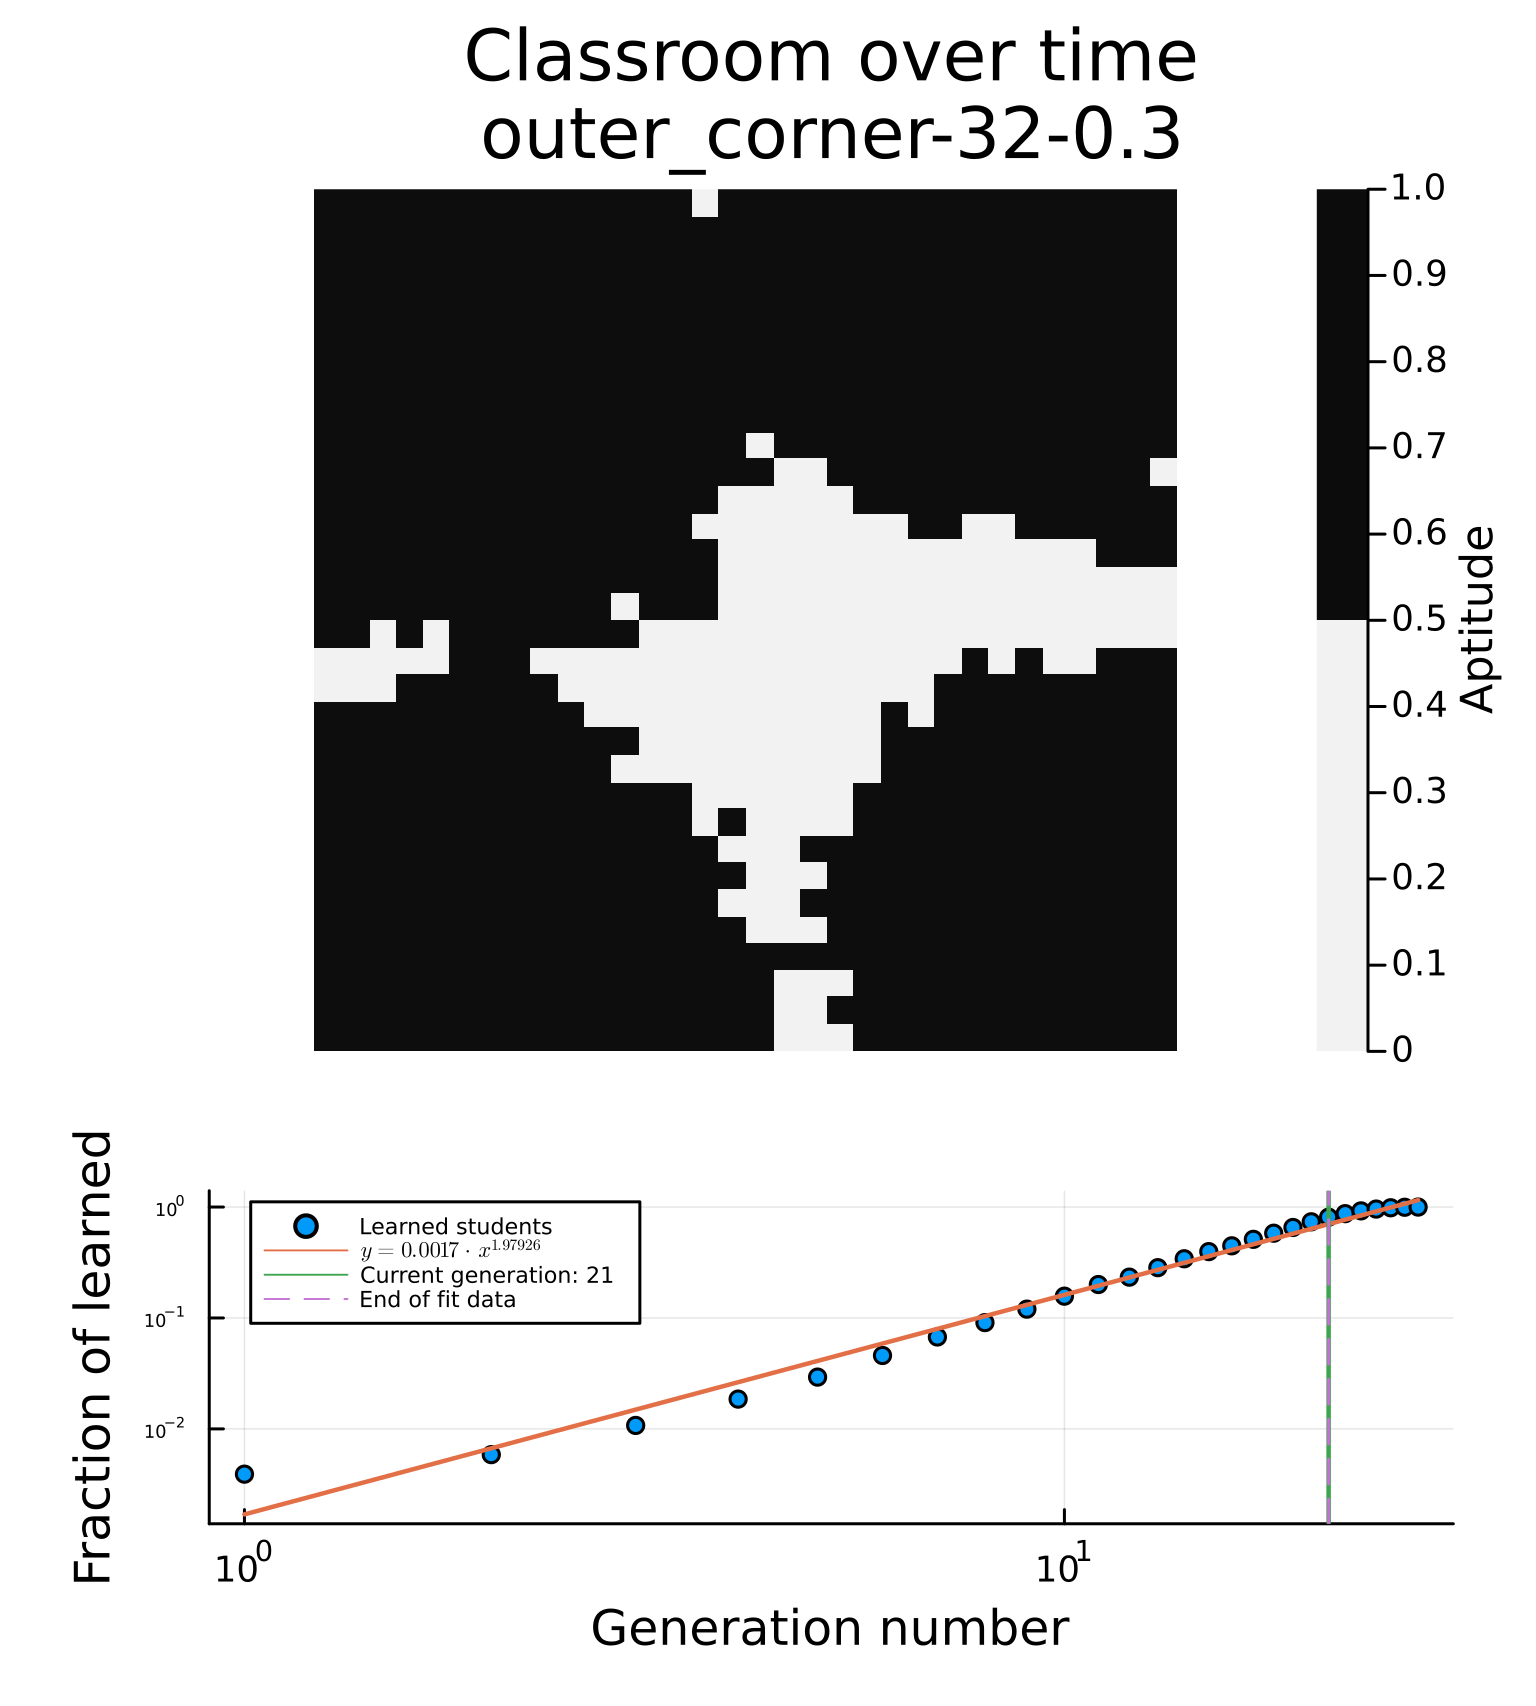 Classroom over time
outer_corner-32-0.3
1.0
0.9
0.8
0.7
0.6
0.5
0.4
0.3
0.2
0.1
0
Aptitude
Fraction of learned
10⁰
10⁻¹
10⁻²
Learned students
y = 0.0017 · x^1.97926
Current generation: 21
End of fit data
10⁰
10¹
Generation number